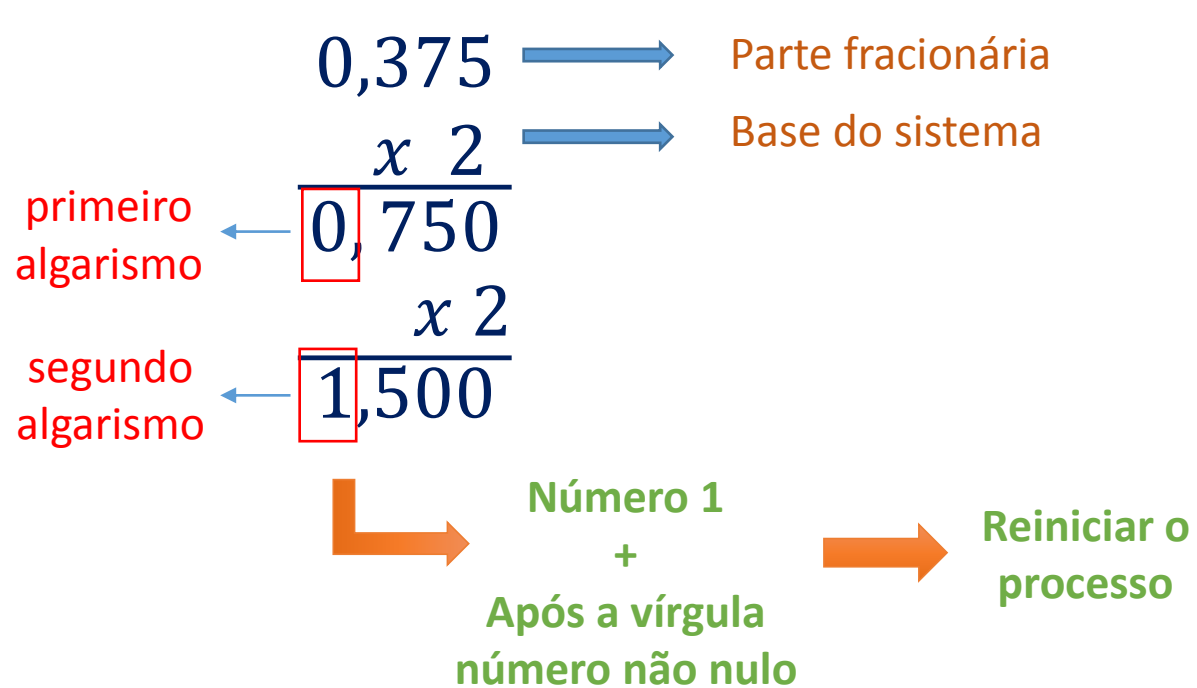 0,375
Parte fracionária
x 2
Base do sistema
primeiro
algarismo
0, 750
x 2
segundo
algarismo
1,500
Número 1
+
Após a vírgula
número não nulo
Reiniciar o
processo